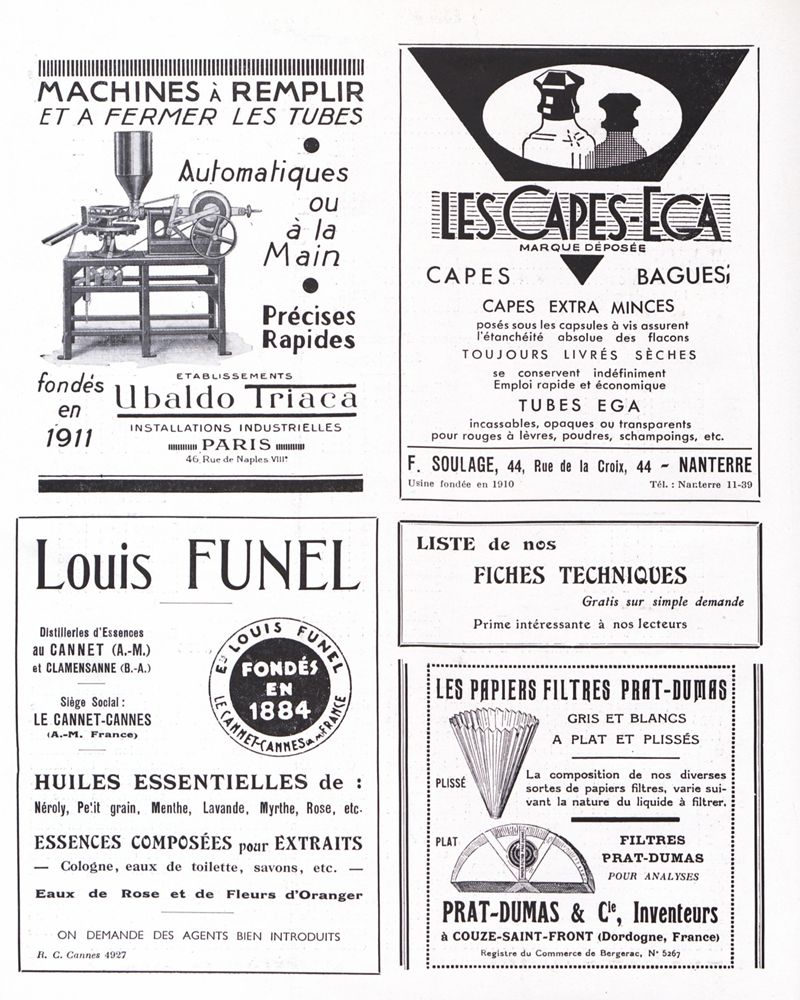 MACHINES À REMPLIR
ET A FERMER LES TUBES
Automatiques
ou
à la
Main
Précises
Rapides
fondés
en
1911
ETABLISSEMENTS
Ubaldo Triaca
INSTALLATIONS INDUSTRIELLES
PARIS
46, Rue de Naples VIIIᵉ
LES CAPES-EGA
MARQUE DÉPOSÉE
CAPES BAGUES
CAPES EXTRA MINCES
posés sous les capsules à vis assurent
l'étanchéité absolue des flacons
TOUJOURS LIVRÉS SÈCHES
se conservent indéfiniment
Emploi rapide et économique
TUBES EGA
incassables, opaques ou transparents
pour rouges à lèvres, poudres, schampoings, etc.
F. SOULAGE, 44, Rue de la Croix, 44 ~ NANTERRE
Usine fondée en 1910 Tél. : Nanterre 11-39
Louis FUNEL
Distilleries d'Essences
au CANNET (A.-M.)
et CLAMENSANNE (B.-A.)
Siège Social :
LE CANNET-CANNES
(A.-M. France)
Eᵗˢ LOUIS FUNEL
FONDÉS
EN
1884
LE CANNET-CANNES (A.M.) FRANCE
HUILES ESSENTIELLES de :
Néroly, Petit grain, Menthe, Lavande, Myrthe, Rose, etc.
ESSENCES COMPOSÉES pour EXTRAITS
— Cologne, eaux de toilette, savons, etc. —
Eaux de Rose et de Fleurs d'Oranger
ON DEMANDE DES AGENTS BIEN INTRODUITS
R. C. Cannes 4927
LISTE de nos
FICHES TECHNIQUES
Gratis sur simple demande
Prime intéressante à nos lecteurs
LES PAPIERS FILTRES PRAT-DUMAS
GRIS ET BLANCS
A PLAT ET PLISSÉS
PLISSÉ
La composition de nos diverses
sortes de papiers filtres, varie sui-
vant la nature du liquide à filtrer.
PLAT
FILTRES
PRAT-DUMAS
POUR ANALYSES
PRAT-DUMAS & Cⁱᵉ, Inventeurs
à COUZE-SAINT-FRONT (Dordogne, France)
Registre du Commerce de Bergerac, N° 5267